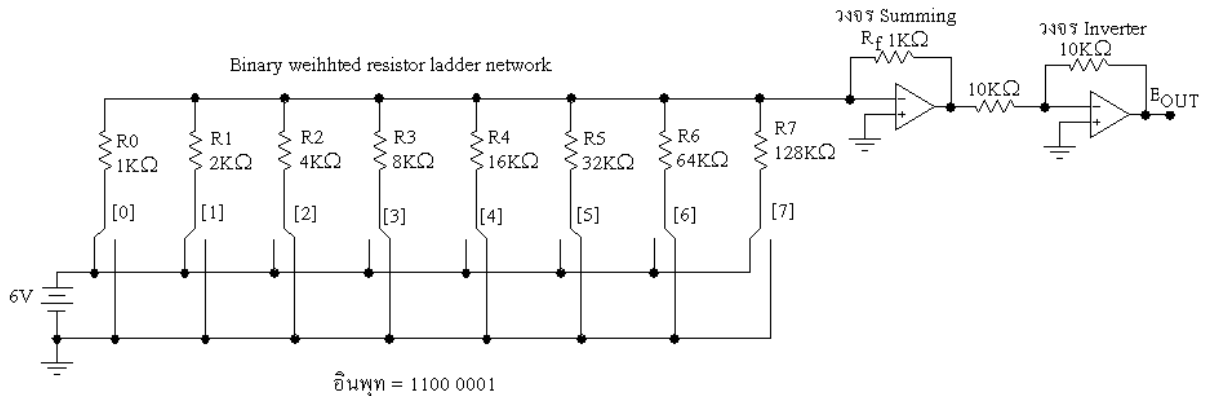 วงจร Summing
Rf 1KΩ
วงจร Inverter
10KΩ
Binary weihhted resistor ladder network
10KΩ
EOUT
R0
1KΩ
R1
2KΩ
R2
4KΩ
R3
8KΩ
R4
16KΩ
R5
32KΩ
R6
64KΩ
R7
128KΩ
[0]
[1]
[2]
[3]
[4]
[5]
[6]
[7]
6V
อินพุท = 1100 0001